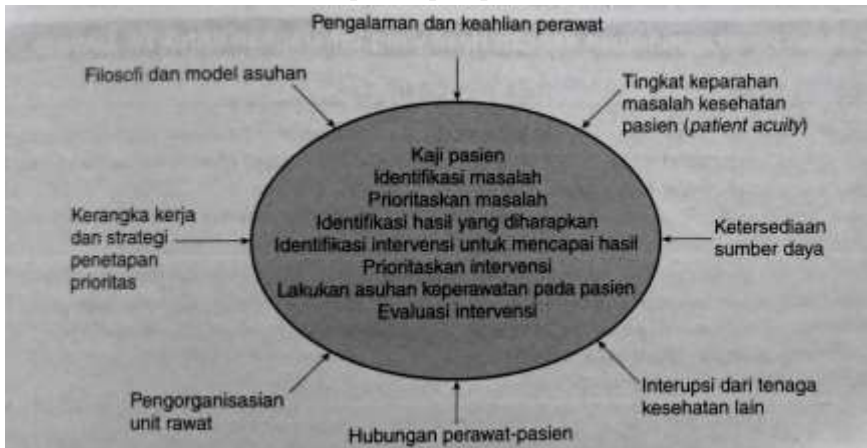 Pengalaman dan keahlian perawat
Filosofi dan model asuhan
Tingkat keparahan
masalah kesehatan
pasien (patient acuity)
Kaji pasien
Identifikasi masalah
Prioritaskan masalah
Identifikasi hasil yang diharapkan
Identifikasi intervensi untuk mencapai hasil
Prioritaskan intervensi
Lakukan asuhan keperawatan pada pasien
Evaluasi intervensi
Kerangka kerja
dan strategi
penetapan
prioritas
Ketersediaan
sumber daya
Pengorganisasian
unit rawat
Interupsi dari tenaga
kesehatan lain
Hubungan perawat-pasien